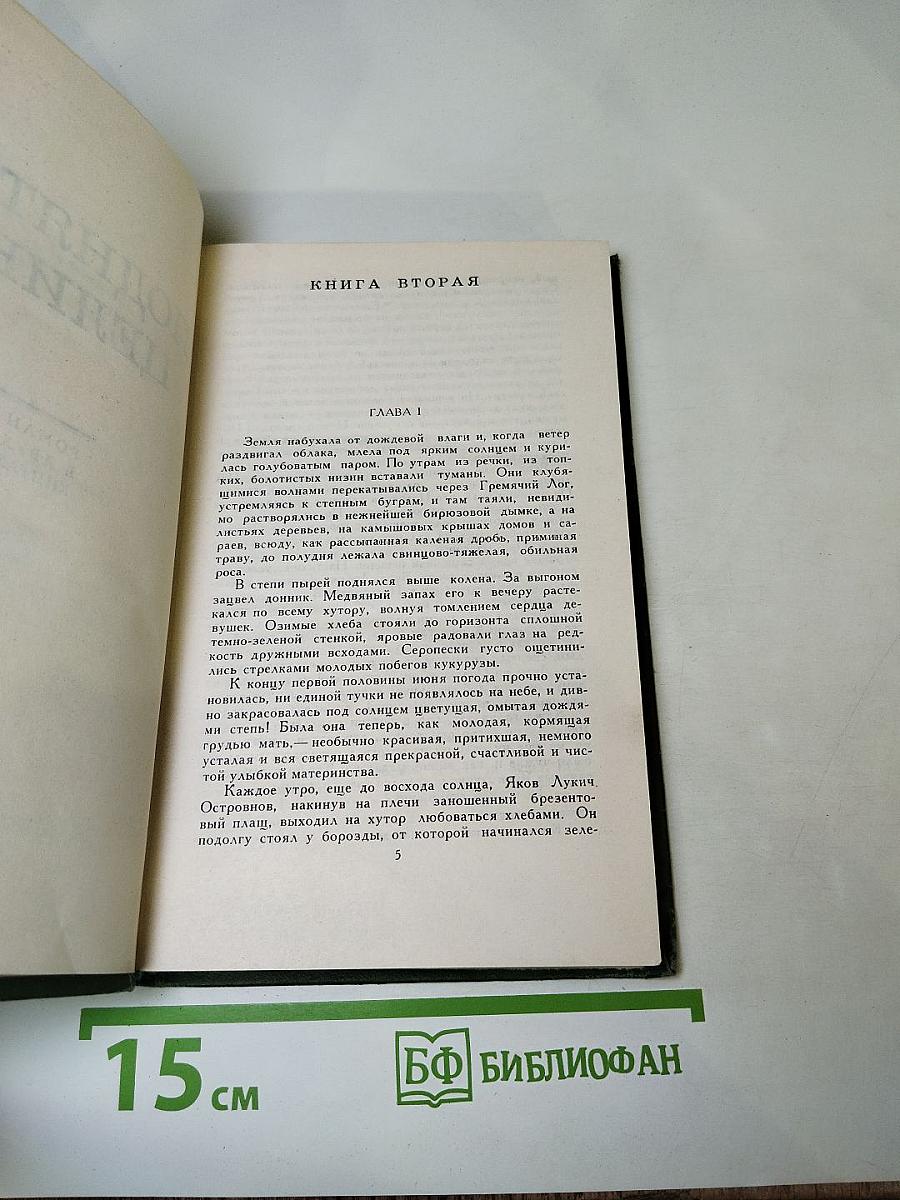 КНИГА ВТОРАЯ
ГЛАВА I
Земля набухала от дождевой влаги и, когда ветер
раздвигал облака, млела под ярким солнцем и кури-
лась голубоватым паром. По утрам из речки, из топ-
ких, болотистых низин вставали туманы. Они клубя-
щимися волнами перекатывались через Гремячий Лог,
устремляясь к степным буграм, и там таяли, невиди-
мо растворялись в нежнейшей бирюзовой дымке, а на
листьях деревьев, на камышовых крышах домов и са-
раев, всюду, как рассыпанная каленая дробь, приминая
траву, до полудня лежала свинцово-тяжелая, обильная
роса.
В степи пырей поднялся выше колена. За выгоном
зацвел донник. Медвяный запах его к вечеру расте-
кался по всему хутору, волнуя томлением сердца де-
вушек. Озимые хлеба стояли до горизонта сплошной
темно-зеленой стенкой, яровые радовали глаз на ред-
кость дружными всходами. Серопески густо ощетини-
лись стрелками молодых побегов кукурузы.
К концу первой половины июня погода прочно уста-
новилась, ни единой тучки не появлялось на небе, и див-
но закрасовалась под солнцем цветущая, омытая дождя-
ми степь! Была она теперь, как молодая, кормящая
грудью мать,— необычно красивая, притихшая, немного
усталая и вся светящаяся прекрасной, счастливой и чис-
той улыбкой материнства.
Каждое утро, еще до восхода солнца, Яков Лукич
Островнов, накинув на плечи заношенный брезенто-
вый плащ, выходил на хутор любоваться хлебами. Он
подолгу стоял у борозды, от которой начинался зеле-
5
15 см
БФ БИБЛИОФАН